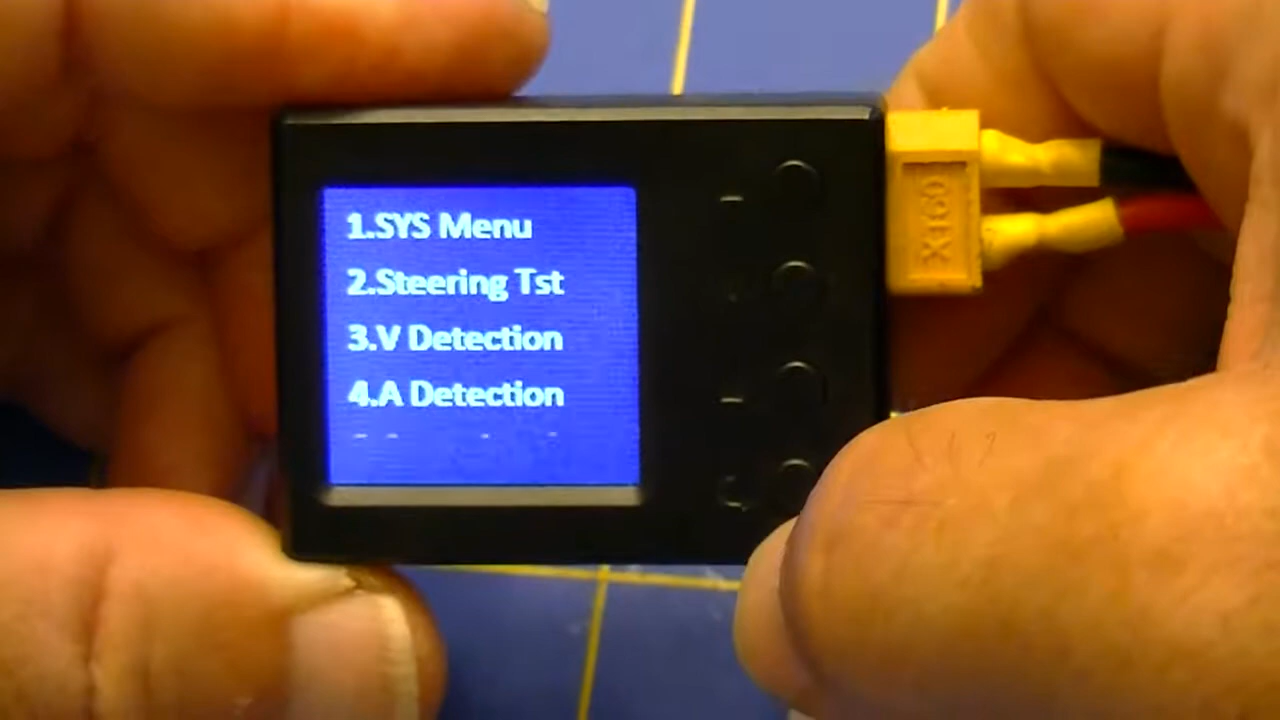 1.SYS Menu
2.Steering Tst
3.V Detection
4.A Detection
XT60